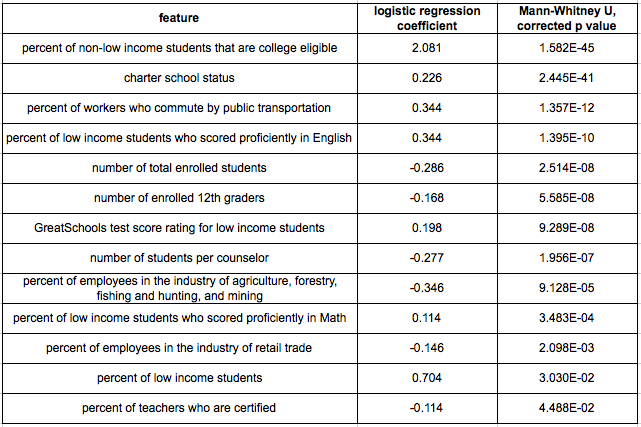 feature logistic regression coefficient Mann-Whitney U, corrected p value
percent of non-low income students that are college eligible 2.081 1.582E-45
charter school status 0.226 2.445E-41
percent of workers who commute by public transportation 0.344 1.357E-12
percent of low income students who scored proficiently in English 0.344 1.395E-10
number of total enrolled students -0.286 2.514E-08
number of enrolled 12th graders -0.168 5.585E-08
GreatSchools test score rating for low income students 0.198 9.289E-08
number of students per counselor -0.277 1.956E-07
percent of employees in the industry of agriculture, forestry, fishing and hunting, and mining -0.346 9.128E-05
percent of low income students who scored proficiently in Math 0.114 3.483E-04
percent of employees in the industry of retail trade -0.146 2.098E-03
percent of low income students 0.704 3.030E-02
percent of teachers who are certified -0.114 4.488E-02